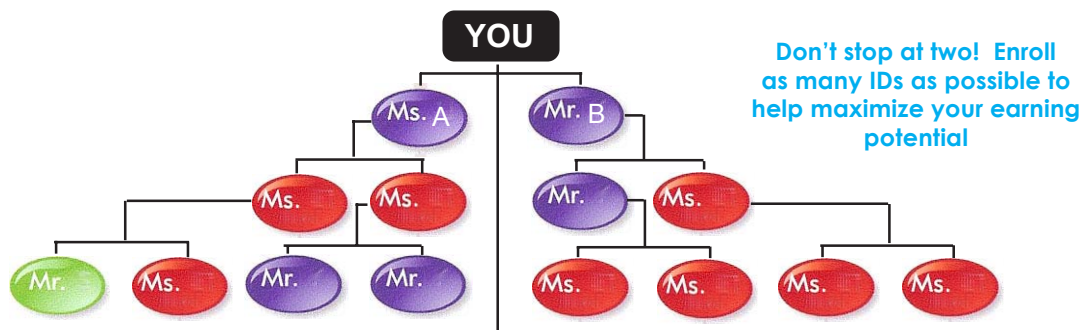 YOU
Don’t stop at two! Enroll
as many IDs as possible to
help maximize your earning
potential
Ms. A
Mr. B
Ms.
Ms.
Mr.
Ms.
Mr.
Ms.
Mr.
Mr.
Ms.
Ms.
Ms.
Ms.